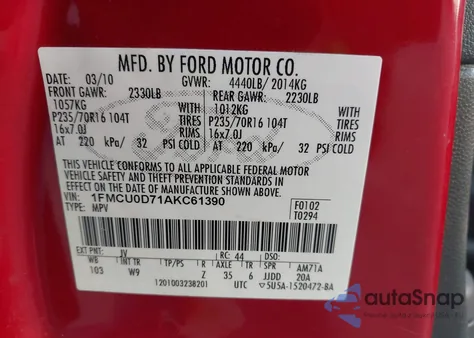 MFD. BY FORD MOTOR CO.
DATE: 03/10 GVWR: 4440LB/ 2014KG
FRONT GAWR: 2330LB REAR GAWR: 2230LB
1057KG WITH 1012KG WITH
P235/70R16 104T TIRES P235/70R16 104T TIRES
16x7.0J RIMS 16x7.0J RIMS
AT 220 kPa/ 32 PSI COLD AT 220 kPa/ 32 PSI COLD
THIS VEHICLE CONFORMS TO ALL APPLICABLE FEDERAL MOTOR
VEHICLE SAFETY AND THEFT PREVENTION STANDARDS IN
EFFECT ON THE DATE OF MANUFACTURE SHOWN ABOVE.
VIN: 1FMCU0D71AKC61390 F0102
TYPE: MPV T0294
EXT PNT: JV RC: 44 DSO:
WB INT TR TP/PS R AXLE TR SPR AM71A
103 W9 Z 35 6 JJDD 20A
1201003238201 UTC 5U5A-1520472-BA
autoSnap